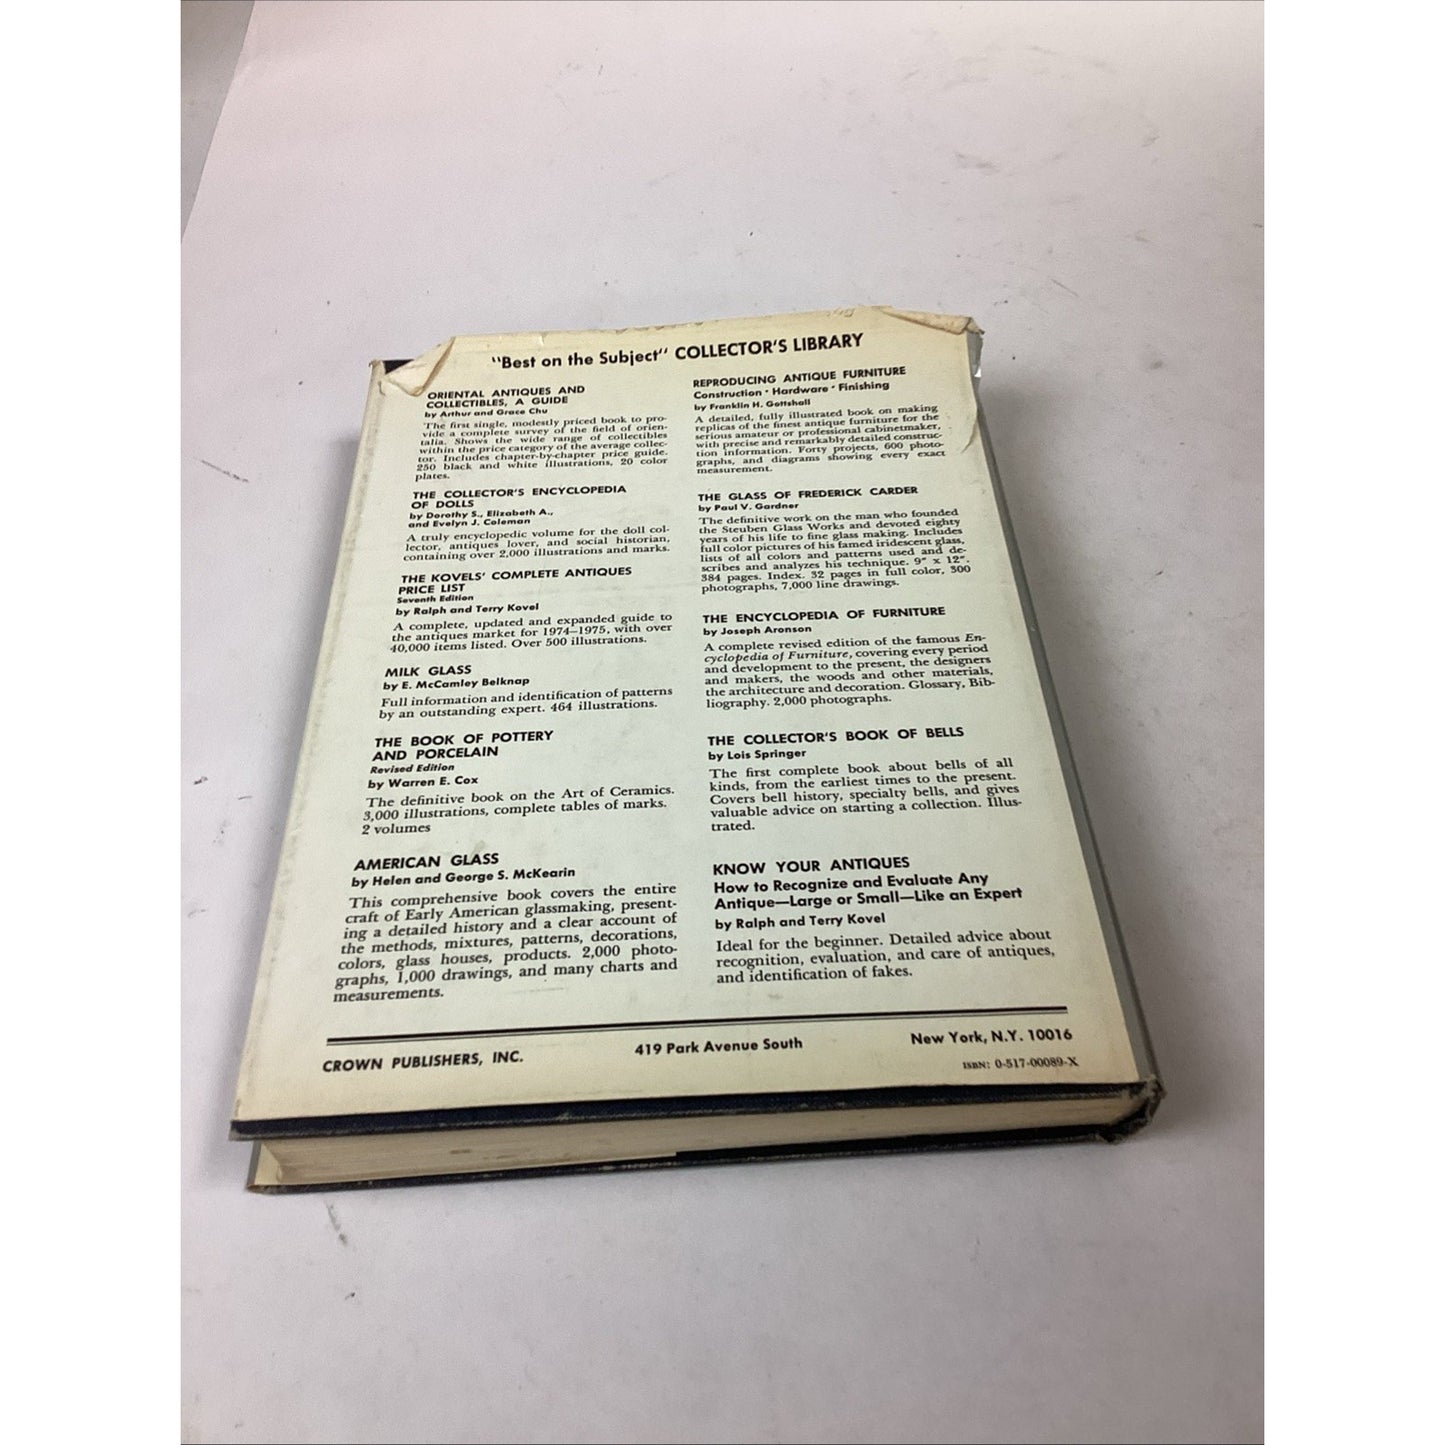 "Best on the Subject" COLLECTOR'S LIBRARY
ORIENTAL ANTIQUES AND
COLLECTIBLES, A GUIDE
by Arthur and Grace Chu
The first single, modestly priced book to pro-
vide a complete survey of the field of orien-
talia. Shows the wide range of collectibles
within the price category of the average collec-
tor. Includes chapter-by-chapter price guide.
250 black and white illustrations, 20 color
plates.
THE COLLECTOR'S ENCYCLOPEDIA
OF DOLLS
by Dorothy S., Elizabeth A.,
and Evelyn J. Coleman
A truly encyclopedic volume for the doll col-
lector, antiques lover, and social historian,
containing over 2,000 illustrations and marks.
THE KOVELS' COMPLETE ANTIQUES
PRICE LIST
Seventh Edition
by Ralph and Terry Kovel
A complete, updated and expanded guide to
the antiques market for 1974–1975, with over
40,000 items listed. Over 500 illustrations.
MILK GLASS
by E. McCamley Belknap
Full information and identification of patterns
by an outstanding expert. 464 illustrations.
THE BOOK OF POTTERY
AND PORCELAIN
Revised Edition
by Warren E. Cox
The definitive book on the Art of Ceramics.
3,000 illustrations, complete tables of marks.
2 volumes
AMERICAN GLASS
by Helen and George S. McKearin
This comprehensive book covers the entire
craft of Early American glassmaking, present-
ing a detailed history and a clear account of
the methods, mixtures, patterns, decorations,
colors, glass houses, products. 2,000 photo-
graphs, 1,000 drawings, and many charts and
measurements.
REPRODUCING ANTIQUE FURNITURE
Construction · Hardware · Finishing
by Franklin H. Gottshall
A detailed, fully illustrated book on making
replicas of the finest antique furniture for the
serious amateur or professional cabinetmaker,
with precise and remarkably detailed construc-
tion information. Forty projects, 600 photo-
graphs, and diagrams showing every exact
measurement.
THE GLASS OF FREDERICK CARDER
by Paul V. Gardner
The definitive work on the man who founded
the Steuben Glass Works and devoted eighty
years of his life to fine glass making. Includes
full color pictures of his famed iridescent glass,
lists of all colors and patterns used and de-
scribes and analyzes his technique. 9" x 12".
384 pages. Index. 32 pages in full color, 300
photographs, 7,000 line drawings.
THE ENCYCLOPEDIA OF FURNITURE
by Joseph Aronson
A complete revised edition of the famous En-
cyclopedia of Furniture, covering every period
and development to the present, the designers
and makers, the woods and other materials,
the architecture and decoration. Glossary, Bib-
liography. 2,000 photographs.
THE COLLECTOR'S BOOK OF BELLS
by Lois Springer
The first complete book about bells of all
kinds, from the earliest times to the present.
Covers bell history, specialty bells, and gives
valuable advice on starting a collection. Illus-
trated.
KNOW YOUR ANTIQUES
How to Recognize and Evaluate Any
Antique—Large or Small—Like an Expert
by Ralph and Terry Kovel
Ideal for the beginner. Detailed advice about
recognition, evaluation, and care of antiques,
and identification of fakes.
CROWN PUBLISHERS, INC. 419 Park Avenue South New York, N.Y. 10016
ISBN: 0-517-00089-X